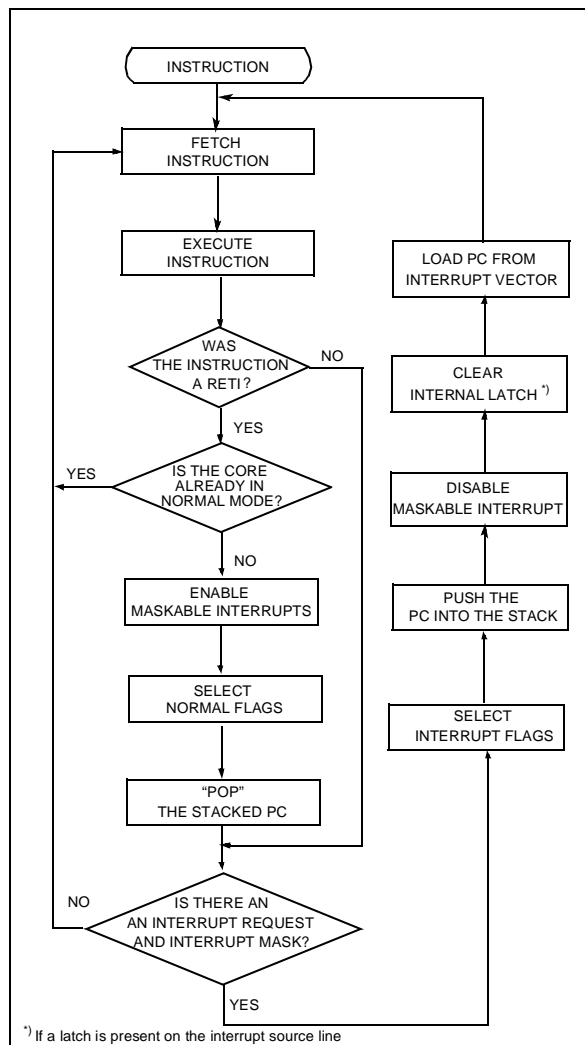 INSTRUCTION
FETCH
INSTRUCTION
EXECUTE
INSTRUCTION
WAS
THE INSTRUCTION
A RETI?
NO
YES
IS THE CORE
ALREADY IN
NORMAL MODE?
YES
NO
ENABLE
MASKABLE INTERRUPTS
SELECT
NORMAL FLAGS
“POP”
THE STACKED PC
IS THERE AN
AN INTERRUPT REQUEST
AND INTERRUPT MASK?
NO
YES
SELECT
INTERRUPT FLAGS
PUSH THE
PC INTO THE STACK
DISABLE
MASKABLE INTERRUPT
CLEAR
INTERNAL LATCH *)
LOAD PC FROM
INTERRUPT VECTOR
*) If a latch is present on the interrupt source line